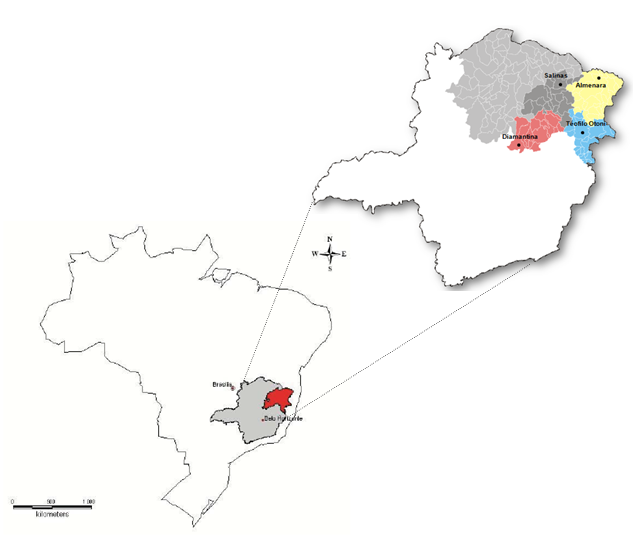 Salinas
Almenara
Teófilo Otoni
Diamantina
N
W E
S
Brasília
Belo Horizonte
0 500 1 000
kilometers